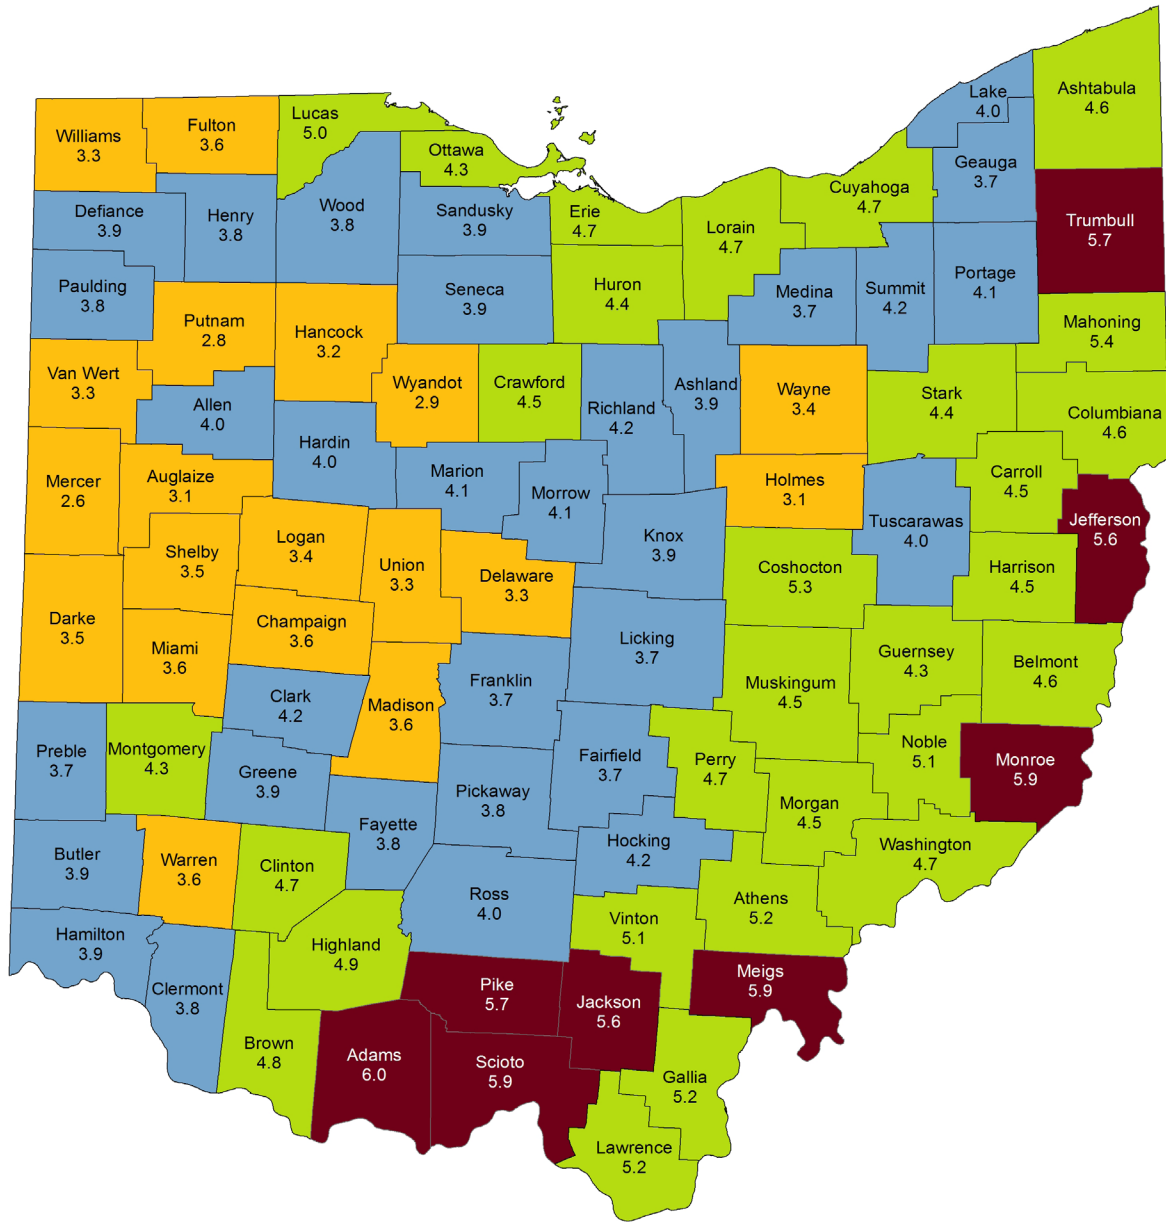 Ashtabula
4.6
Lake
4.0
Lucas
5.0
Fulton
3.6
Williams
3.3
Ottawa
4.3
Geauga
3.7
Cuyahoga
4.7
Defiance
3.9
Henry
3.8
Wood
3.8
Sandusky
3.9
Erie
4.7
Lorain
4.7
Trumbull
5.7
Paulding
3.8
Seneca
3.9
Huron
4.4
Medina
3.7
Summit
4.2
Portage
4.1
Putnam
2.8
Hancock
3.2
Mahoning
5.4
Van Wert
3.3
Wyandot
2.9
Crawford
4.5
Ashland
3.9
Wayne
3.4
Stark
4.4
Allen
4.0
Richland
4.2
Columbiana
4.6
Hardin
4.0
Mercer
2.6
Auglaize
3.1
Marion
4.1
Morrow
4.1
Holmes
3.1
Carroll
4.5
Jefferson
5.6
Tuscarawas
4.0
Knox
3.9
Logan
3.4
Shelby
3.5
Union
3.3
Delaware
3.3
Coshocton
5.3
Harrison
4.5
Darke
3.5
Champaign
3.6
Miami
3.6
Licking
3.7
Guernsey
4.3
Belmont
4.6
Clark
4.2
Madison
3.6
Franklin
3.7
Muskingum
4.5
Preble
3.7
Montgomery
4.3
Greene
3.9
Fairfield
3.7
Perry
4.7
Noble
5.1
Monroe
5.9
Pickaway
3.8
Morgan
4.5
Fayette
3.8
Hocking
4.2
Washington
4.7
Butler
3.9
Warren
3.6
Clinton
4.7
Ross
4.0
Athens
5.2
Vinton
5.1
Hamilton
3.9
Highland
4.9
Clermont
3.8
Pike
5.7
Jackson
5.6
Meigs
5.9
Brown
4.8
Adams
6.0
Scioto
5.9
Gallia
5.2
Lawrence
5.2